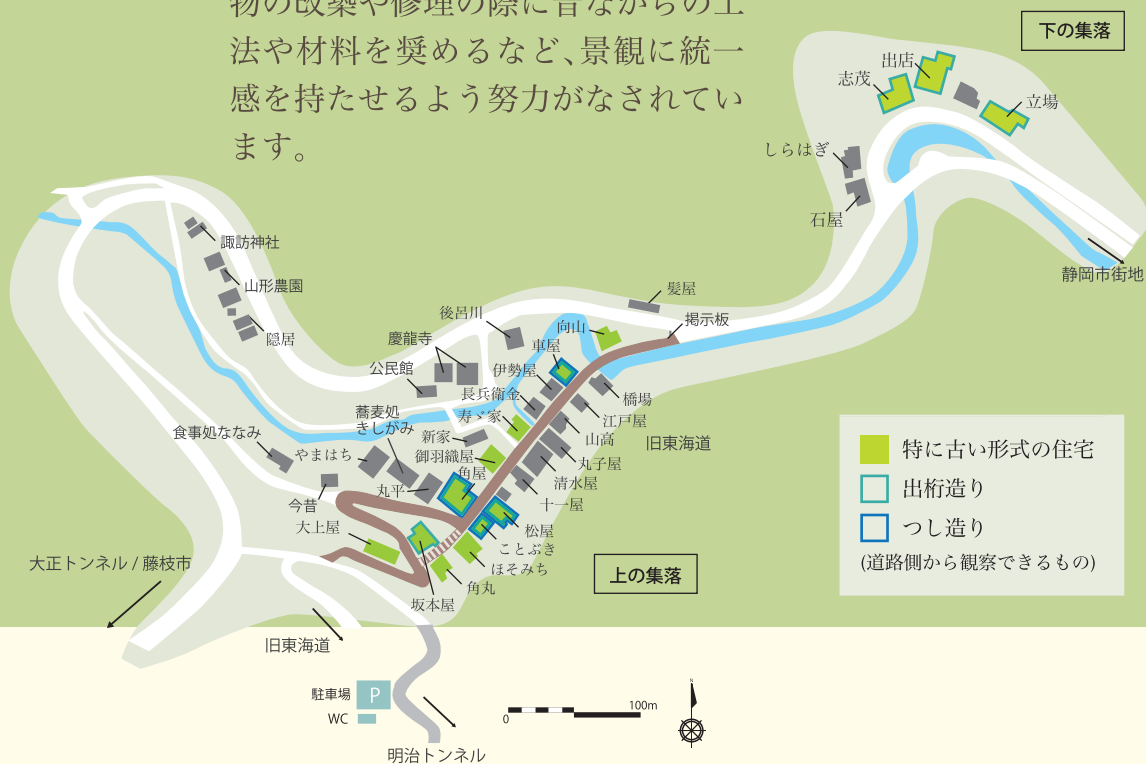 物の改築や修理の際に昔ながらの工
法や材料を奨めるなど、景観に統一
感を持たせるよう努力がなされてい
ます。
下の集落
出店
志茂
立場
しらはぎ
石屋
静岡市街地
諏訪神社
山形農園
隠居
髪屋
後呂川
向山
掲示板
慶龍寺
車屋
公民館
伊勢屋
長兵衛金
橋場
蕎麦処
きしがみ
寿ゞ家
江戸屋
食事処ななみ
新家
山高
旧東海道
やまはち
御羽織屋
丸子屋
角屋
清水屋
丸平
今昔
十一屋
大上屋
松屋
ことぶき
ほそみち
大正トンネル / 藤枝市
上の集落
角丸
坂本屋
特に古い形式の住宅
出桁造り
つし造り
(道路側から観察できるもの)
旧東海道
駐車場
P
WC
0
100m
N
明治トンネル